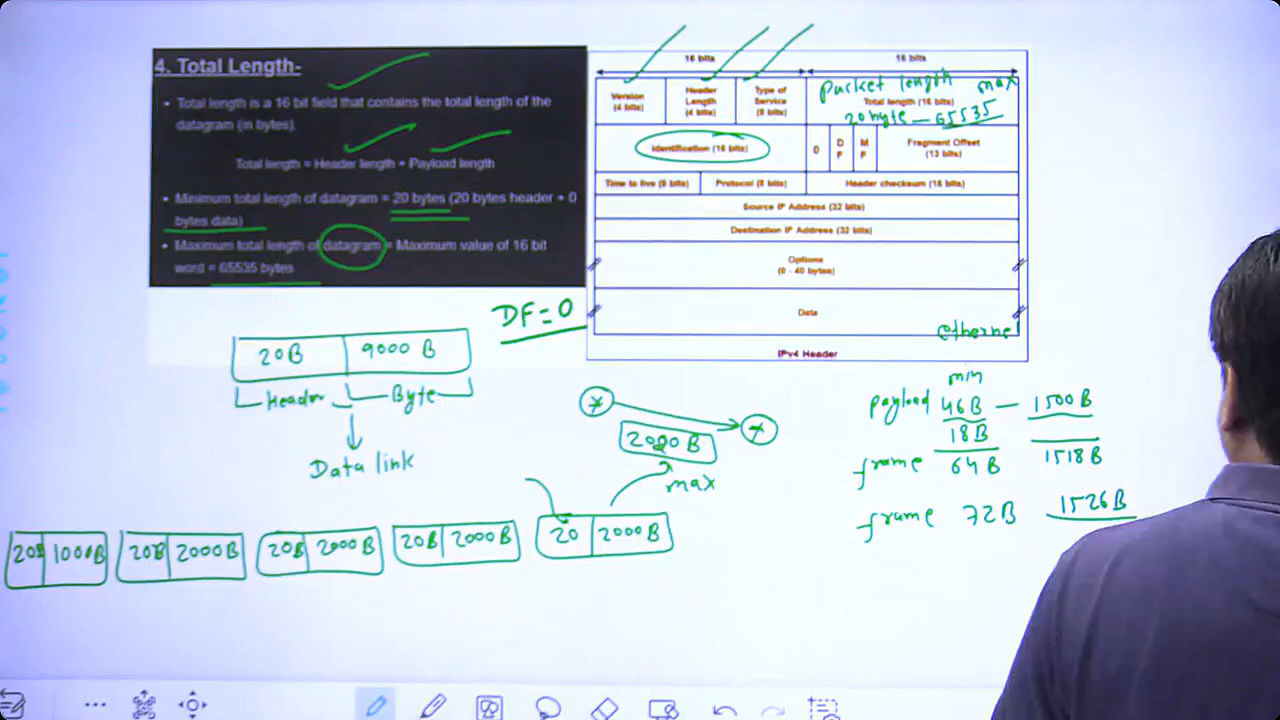 4. Total Length-
• Total length is a 16 bit field that contains the total length of the
datagram (in bytes).
Total length = Header length + Payload length
• Minimum total length of datagram = 20 bytes (20 bytes header + 0
bytes data)
• Maximum total length of datagram = Maximum value of 16 bit
word = 65535 bytes
16 bits 16 bits
Version
(4 bits)
Header
Length
(4 bits)
Type of
Service
(8 bits)
Packet length max
Total length (16 bits)
20 byte – 65535
Identification (16 bits)
0
D
F
M
F
Fragment Offset
(13 bits)
Time to live (8 bits) Protocol (8 bits) Header checksum (16 bits)
Source IP Address (32 bits)
Destination IP Address (32 bits)
Options
(0 - 40 bytes)
Data
ethernet
IPv4 Header
DF = 0
20B 9000 B
Header Byte
Data link
2000 B
max
min
payload 46B – 1500B
18B
frame 64B 1518B
frame 72B 1526B
20B 1000B 20B 2000B 20B 2000B 20B 2000B 20 2000B